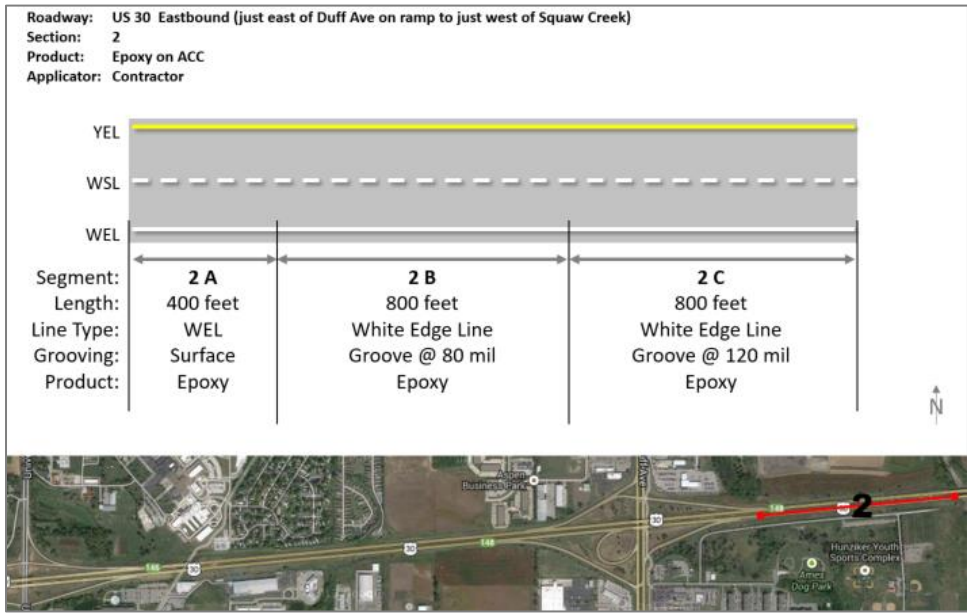 Roadway: US 30 Eastbound (just east of Duff Ave on ramp to just west of Squaw Creek)
Section: 2
Product: Epoxy on ACC
Applicator: Contractor
YEL
WSL
WEL
Segment: 2 A 2 B 2 C
Length: 400 feet 800 feet 800 feet
Line Type: WEL White Edge Line White Edge Line
Grooving: Surface Groove @ 80 mil Groove @ 120 mil
Product: Epoxy Epoxy Epoxy
N
Aspen
Business Park
30
148
30
146
30
30
2
Hunziker Youth
Sports Complex
Ames
Dog Park